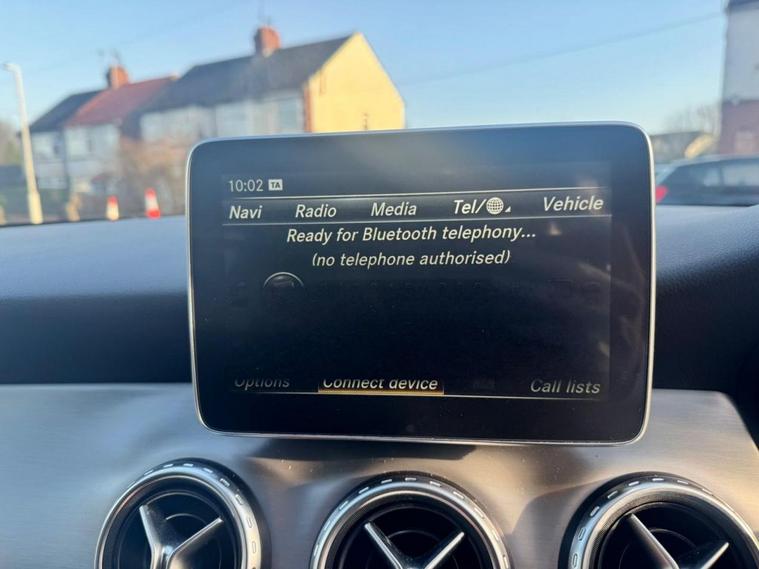 10:02 TA
Navi Radio Media Tel/ Vehicle
Ready for Bluetooth telephony...
(no telephone authorised)
Options Connect device Call lists